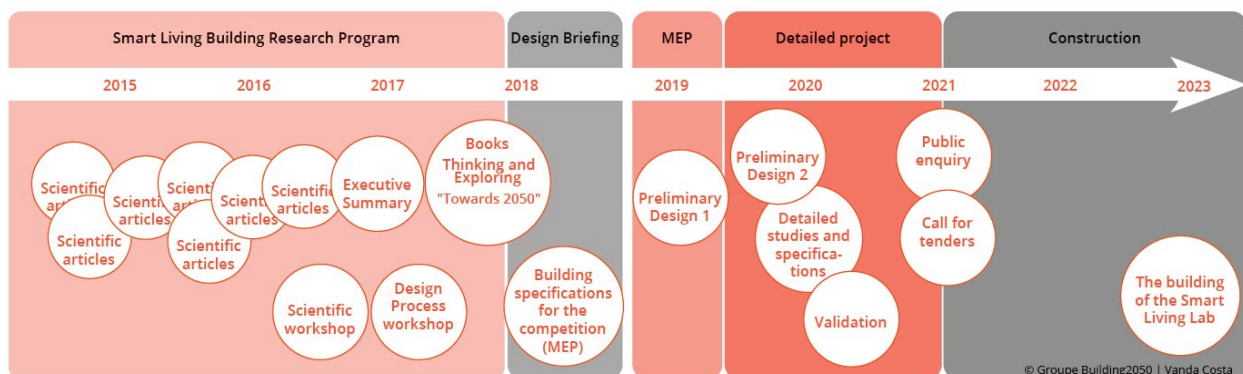 Smart Living Building Research Program
Design Briefing
MEP
Detailed project
Construction
2015
2016
2017
2018
2019
2020
2021
2022
2023
Scientific
articles
Scientific
articles
Scientific
articles
Scientific
articles
Scientific
articles
Scientific
articles
Scientific
articles
Executive
Summary
Books
Thinking and
Exploring
"Towards 2050"
Scientific
workshop
Design
Process
workshop
Building
specifications
for the
competition
(MEP)
Preliminary
Design 1
Preliminary
Design 2
Detailed
studies and
specifica-
tions
Validation
Public
enquiry
Call for
tenders
The building
of the Smart
Living Lab
© Groupe Building2050 | Vanda Costa